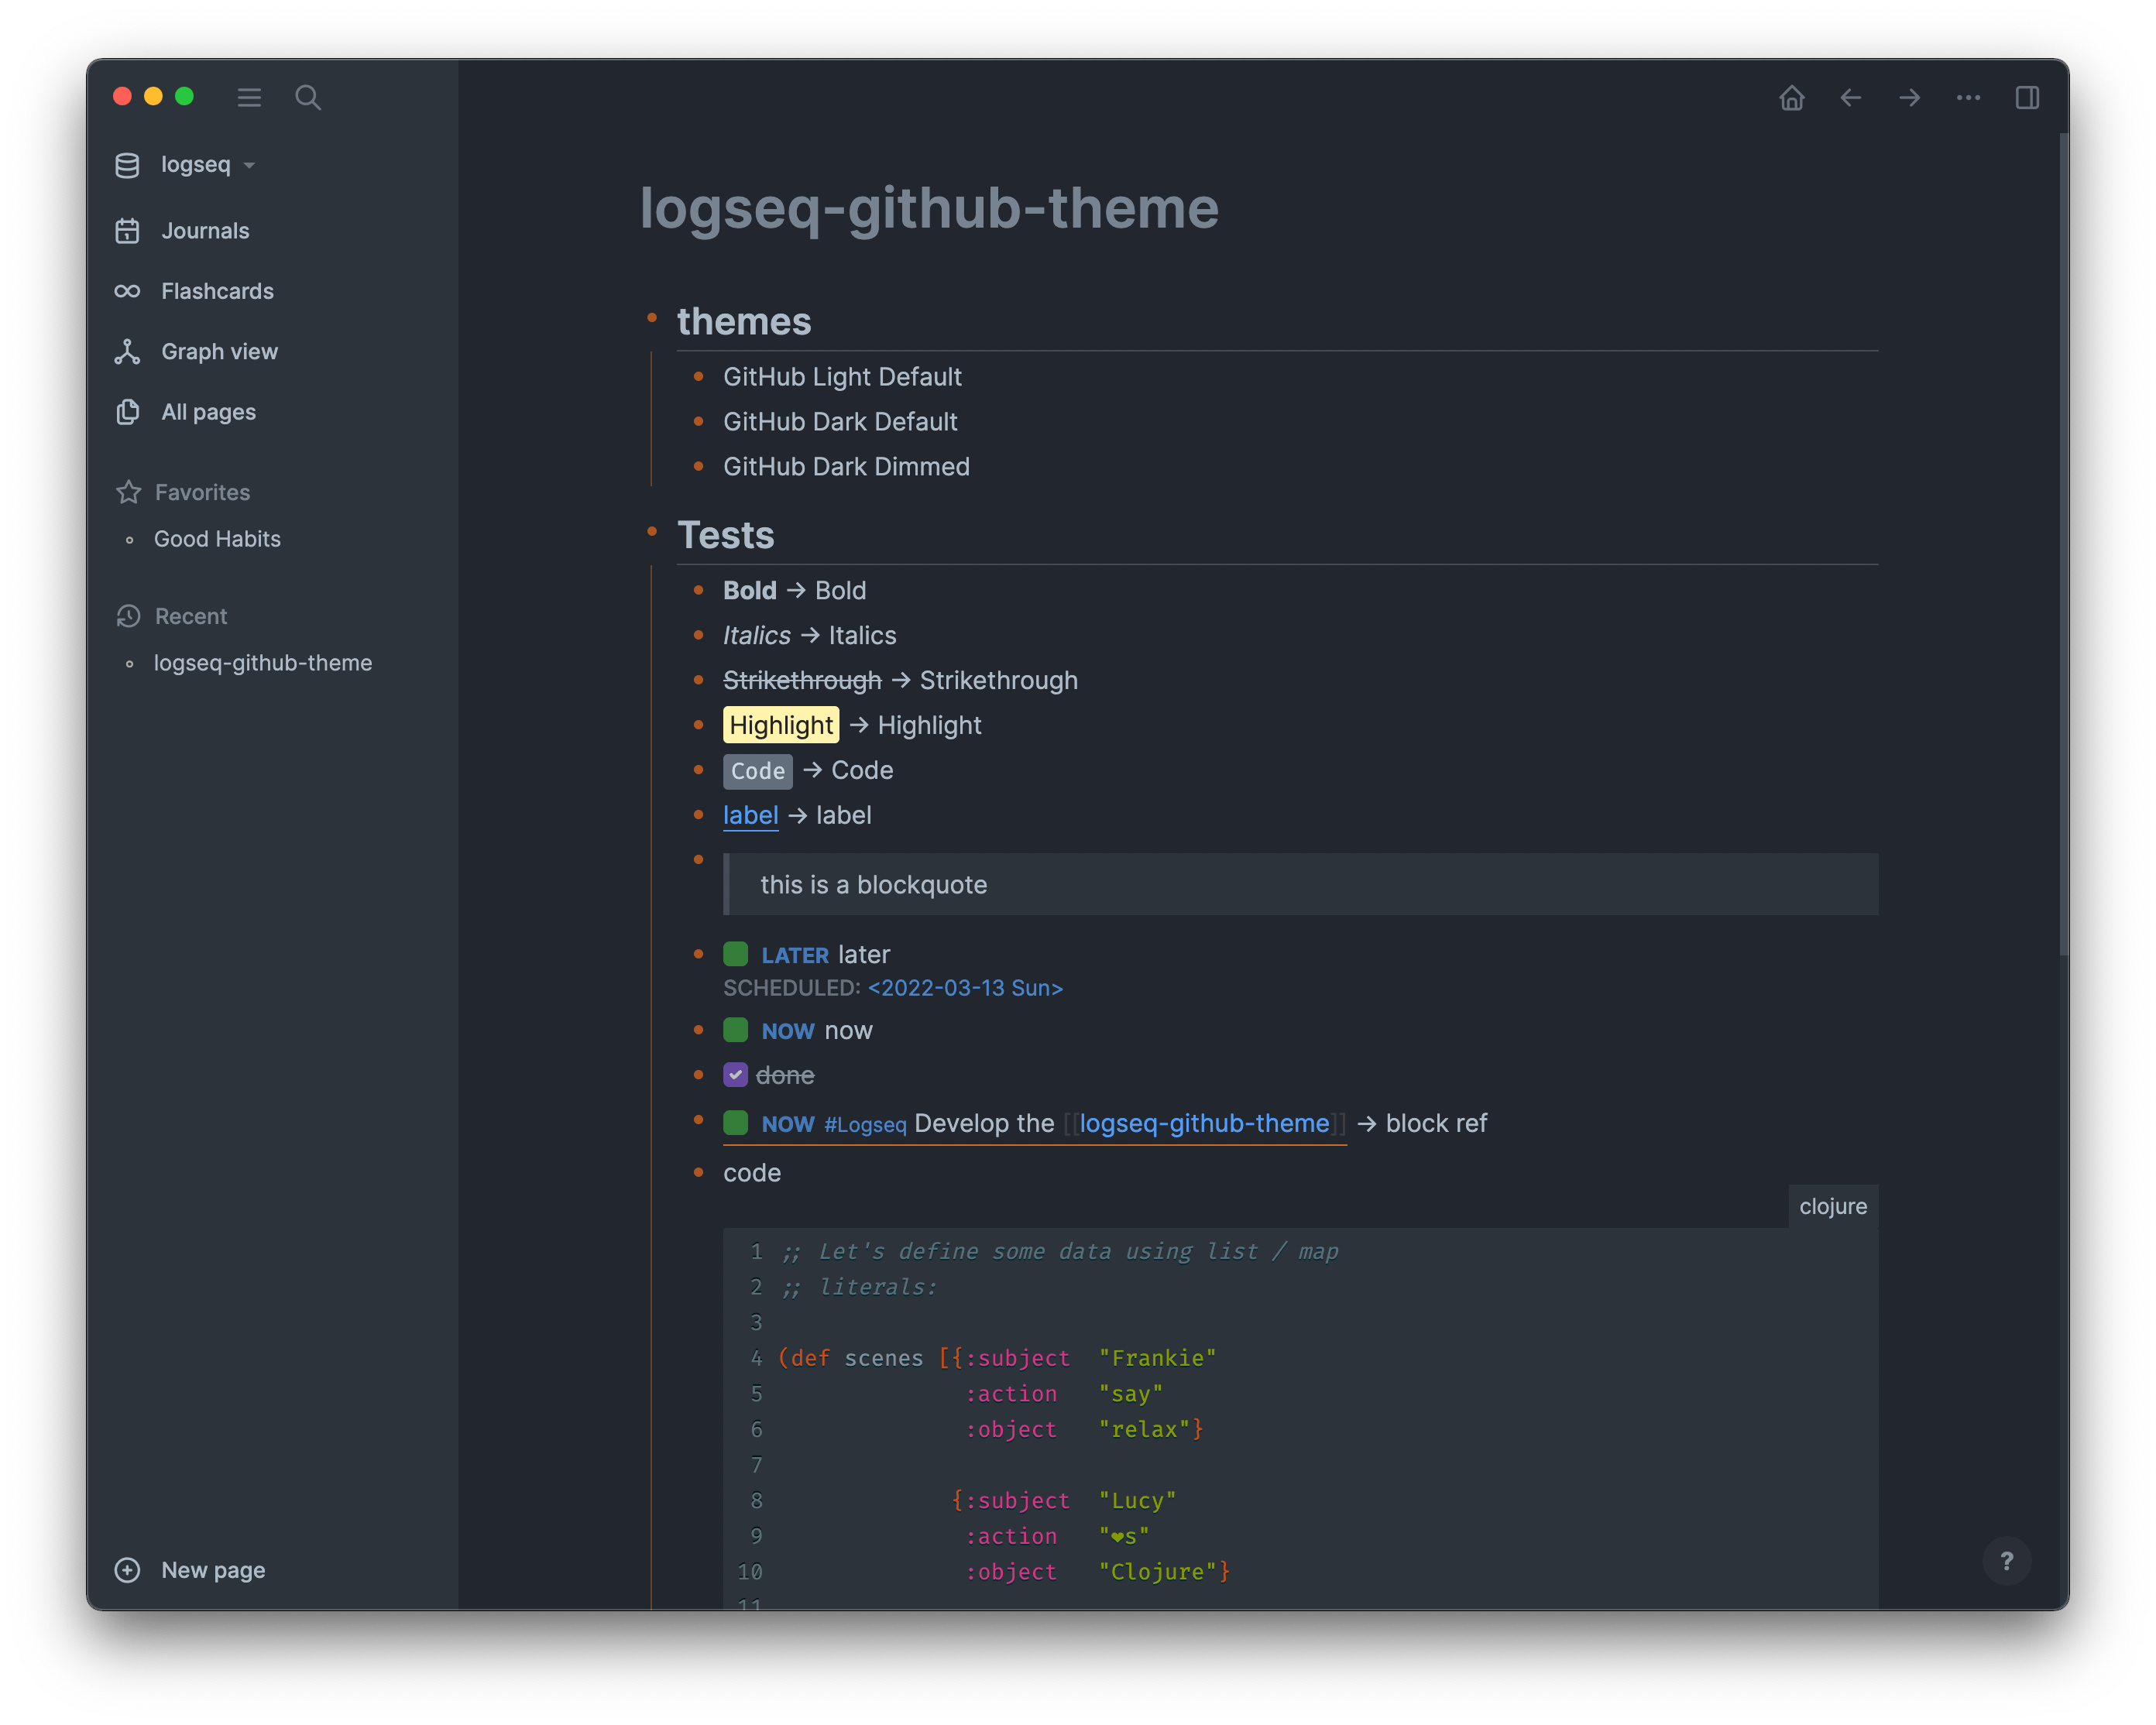 logseq
Journals
Flashcards
Graph view
All pages
Favorites
Good Habits
Recent
logseq-github-theme
New page
logseq-github-theme
themes
GitHub Light Default
GitHub Dark Default
GitHub Dark Dimmed
Tests
Bold → Bold
Italics → Italics
Strikethrough → Strikethrough
Highlight → Highlight
Code → Code
label → label
this is a blockquote
LATER later
SCHEDULED: <2022-03-13 Sun>
NOW now
done
NOW #Logseq Develop the [[logseq-github-theme]] → block ref
code
clojure
1 ;; Let's define some data using list / map
2 ;; literals:
3
4 (def scenes [{:subject "Frankie"
5 :action "say"
6 :object "relax"}
7
8 {:subject "Lucy"
9 :action "❤s"
10 :object "Clojure"}
11
?